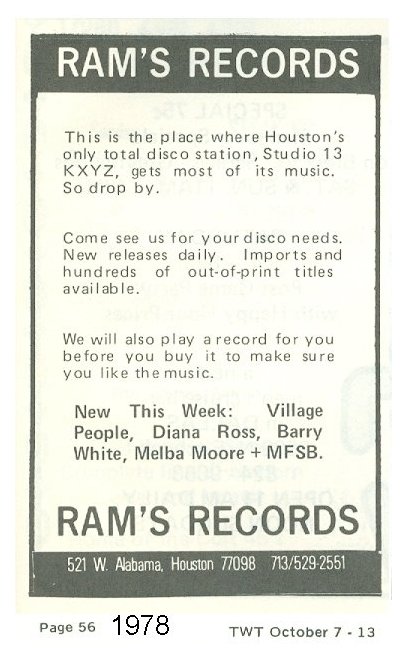 RAM'S RECORDS
This is the place where Houston's
only total disco station, Studio 13
KXYZ, gets most of its music.
So drop by.
Come see us for your disco needs.
New releases daily. Imports and
hundreds of out-of-print titles
available.
We will also play a record for you
before you buy it to make sure
you like the music.
New This Week: Village
People, Diana Ross, Barry
White, Melba Moore + MFSB.
RAM'S RECORDS
521 W. Alabama, Houston 77098 713/529-2551
Page 56 1978 TWT October 7 - 13